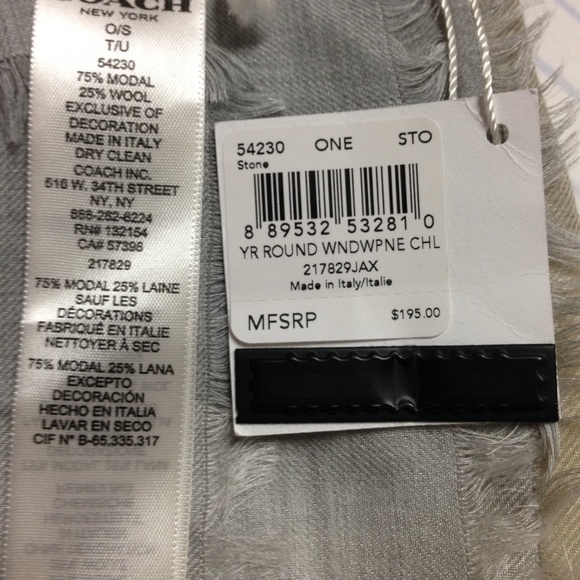 COACH
NEW YORK
O/S
T/U
54230
75% MODAL
25% WOOL
EXCLUSIVE OF
DECORATION
MADE IN ITALY
DRY CLEAN
COACH INC.
516 W. 34TH STREET
NY, NY
888-262-6224
RN# 132154
CA# 57396
217829
75% MODAL 25% LAINE
SAUF LES
DÉCORATIONS
FABRIQUÉ EN ITALIE
NETTOYER À SEC
75% MODAL 25% LANA
EXCEPTO
DECORACIÓN
HECHO EN ITALIA
LAVAR EN SECO
CIF Nº B-65.335.317
54230 ONE STO
Stone
8 89532 53281 0
YR ROUND WNDWPNE CHL
217829JAX
Made in Italy/Italie
MFSRP $195.00